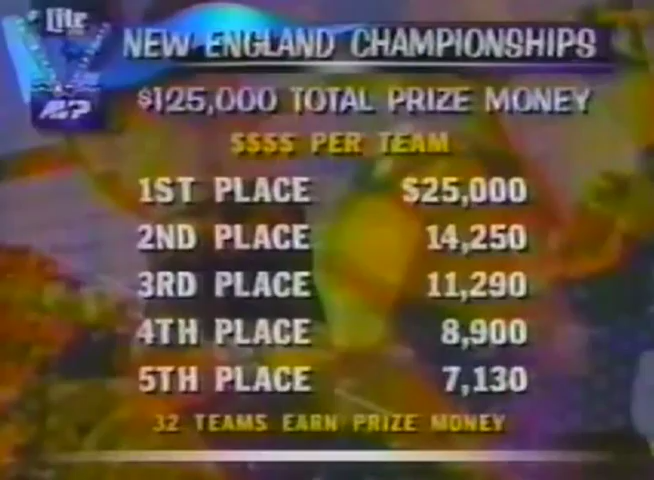 Lite
AVP
NEW ENGLAND CHAMPIONSHIPS
$125,000 TOTAL PRIZE MONEY
$$$$ PER TEAM
1ST PLACE $25,000
2ND PLACE 14,250
3RD PLACE 11,290
4TH PLACE 8,900
5TH PLACE 7,130
32 TEAMS EARN PRIZE MONEY